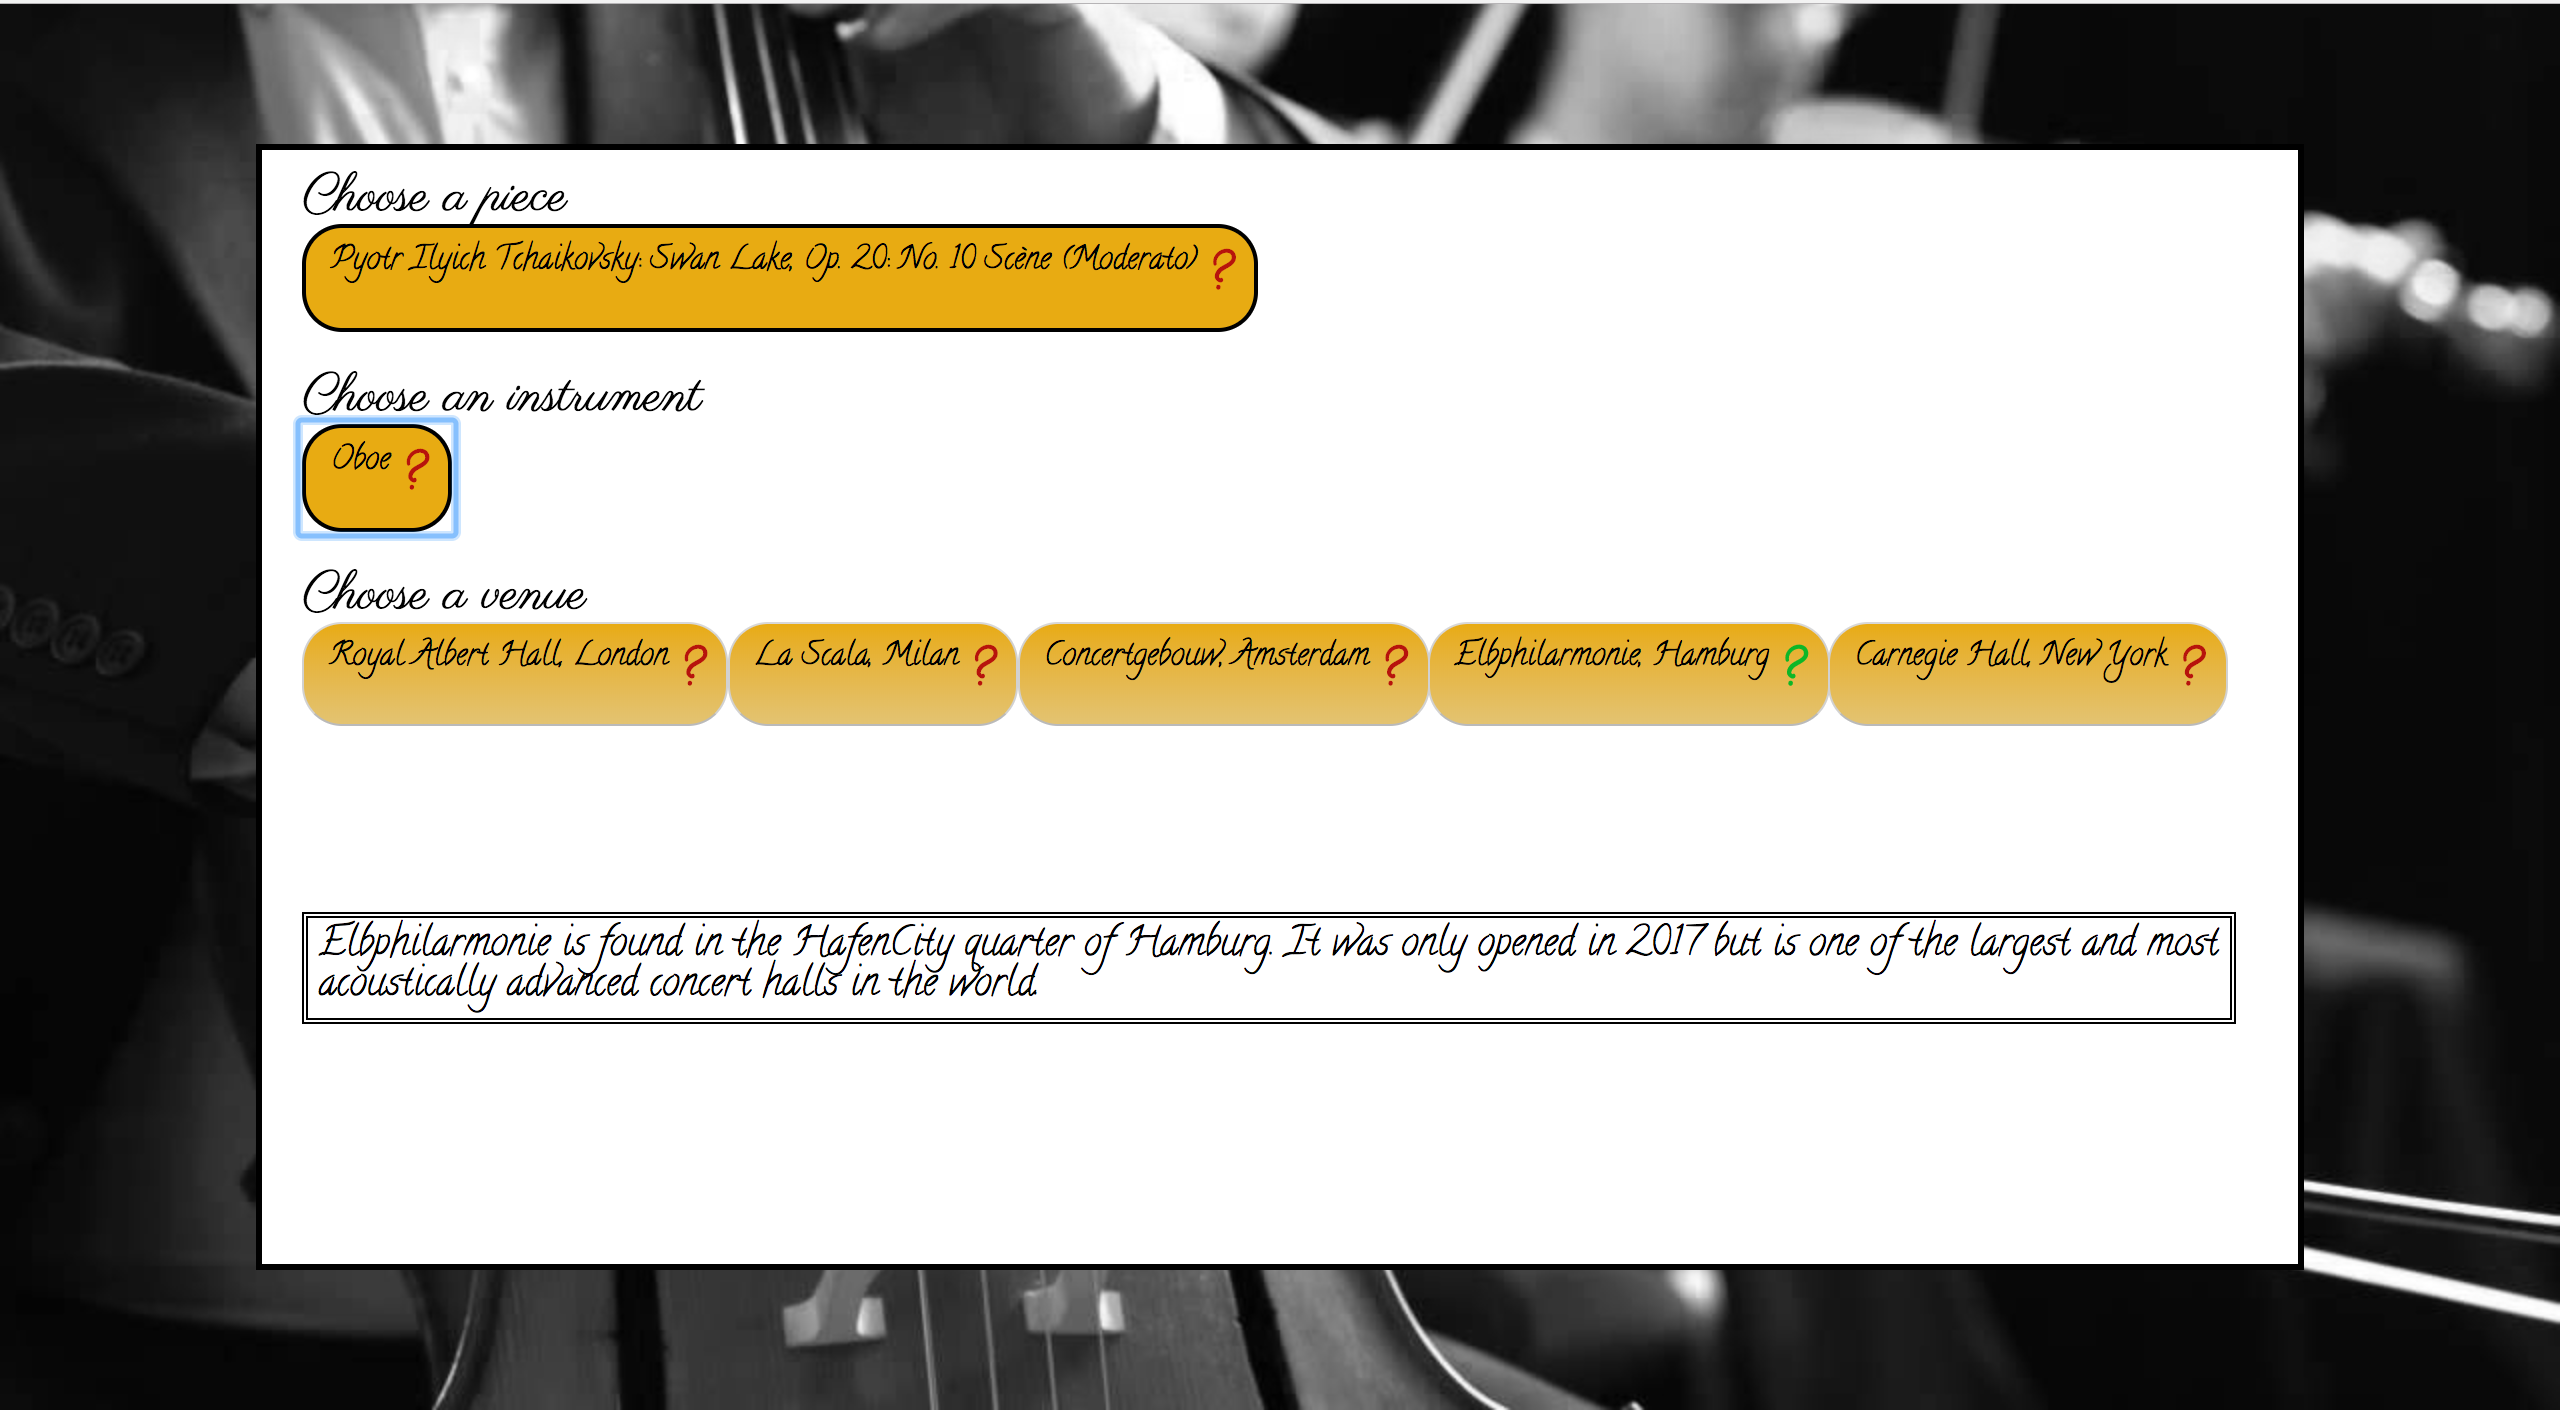 Choose a piece
Pyotr Ilyich Tchaikovsky: Swan Lake, Op. 20: No. 10 Scène (Moderato) ?
Choose an instrument
Oboe ?
Choose a venue
Royal Albert Hall, London ? La Scala, Milan ? Concertgebouw, Amsterdam ? Elbphilarmonie, Hamburg ? Carnegie Hall, New York ?
Elbphilarmonie is found in the HafenCity quarter of Hamburg. It was only opened in 2017 but is one of the largest and most
acoustically advanced concert halls in the world.